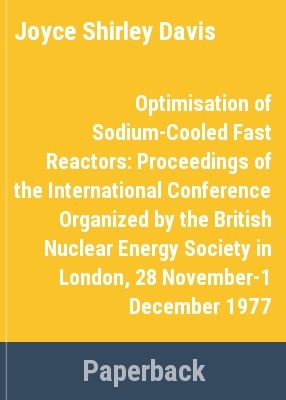 Joyce Shirley Davis
Optimisation of
Sodium-Cooled Fast
Reactors: Proceedings of
the International Conference
Organized by the British
Nuclear Energy Society in
London, 28 November-1
December 1977
Paperback